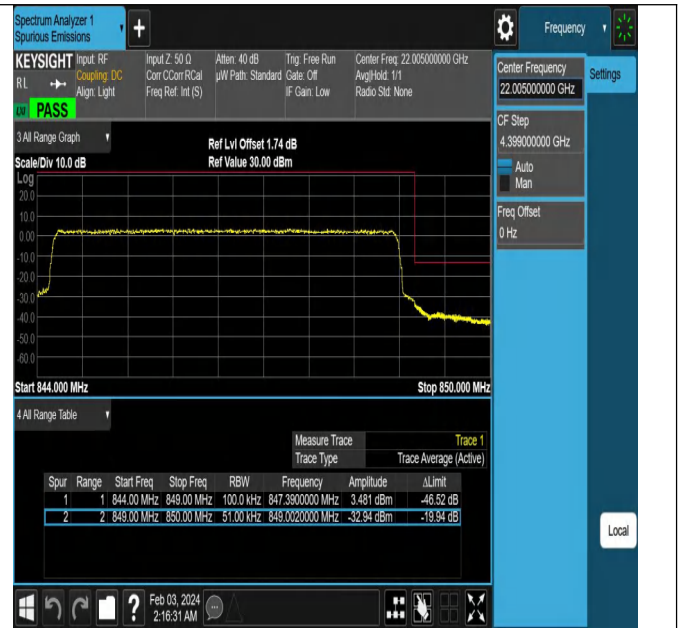 Spectrum Analyzer 1
Spurious Emissions
Frequency
KEYSIGHT
RL
Input: RF
Coupling: DC
Align: Light
Input Z: 50 Ω
Corr CCorr RCal
Freq Ref: Int (S)
Atten: 40 dB
µW Path: Standard
Trig: Free Run
Gate: Off
IF Gain: Low
Center Freq: 22.005000000 GHz
Avg|Hold: 1/1
Radio Std: None
PASS
Center Frequency
22.005000000 GHz
Settings
CF Step
4.399000000 GHz
Auto
Man
Freq Offset
0 Hz
3 All Range Graph
Scale/Div 10.0 dB
Ref Lvl Offset 1.74 dB
Ref Value 30.00 dBm
Log
20.0
10.0
0.00
-10.0
-20.0
-30.0
-40.0
-50.0
-60.0
Start 844.000 MHz
Stop 850.000 MHz
4 All Range Table
Measure Trace Trace 1
Trace Type Trace Average (Active)
Spur Range Start Freq Stop Freq RBW Frequency Amplitude ΔLimit
1 1 844.00 MHz 849.00 MHz 100.0 kHz 847.3900000 MHz 3.481 dBm -46.52 dB
2 2 849.00 MHz 850.00 MHz 51.00 kHz 849.0020000 MHz -32.94 dBm -19.94 dB
Local
Feb 03, 2024
2:16:31 AM